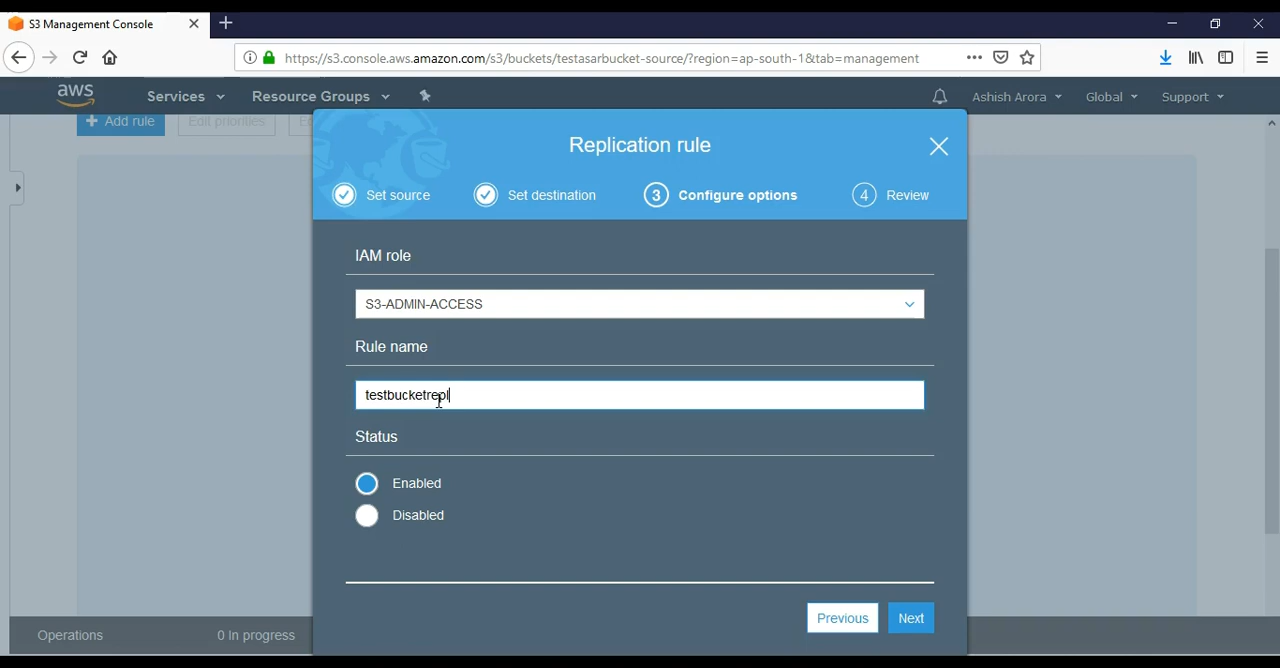 S3 Management Console
https://s3.console.aws.amazon.com/s3/buckets/testasarbucket-source/?region=ap-south-1&tab=management
aws Services Resource Groups Ashish Arora Global Support
+ Add rule Edit priorities
Replication rule
Set source Set destination 3 Configure options 4 Review
IAM role
S3-ADMIN-ACCESS
Rule name
testbucketrepl
Status
Enabled
Disabled
Previous Next
Operations 0 In progress